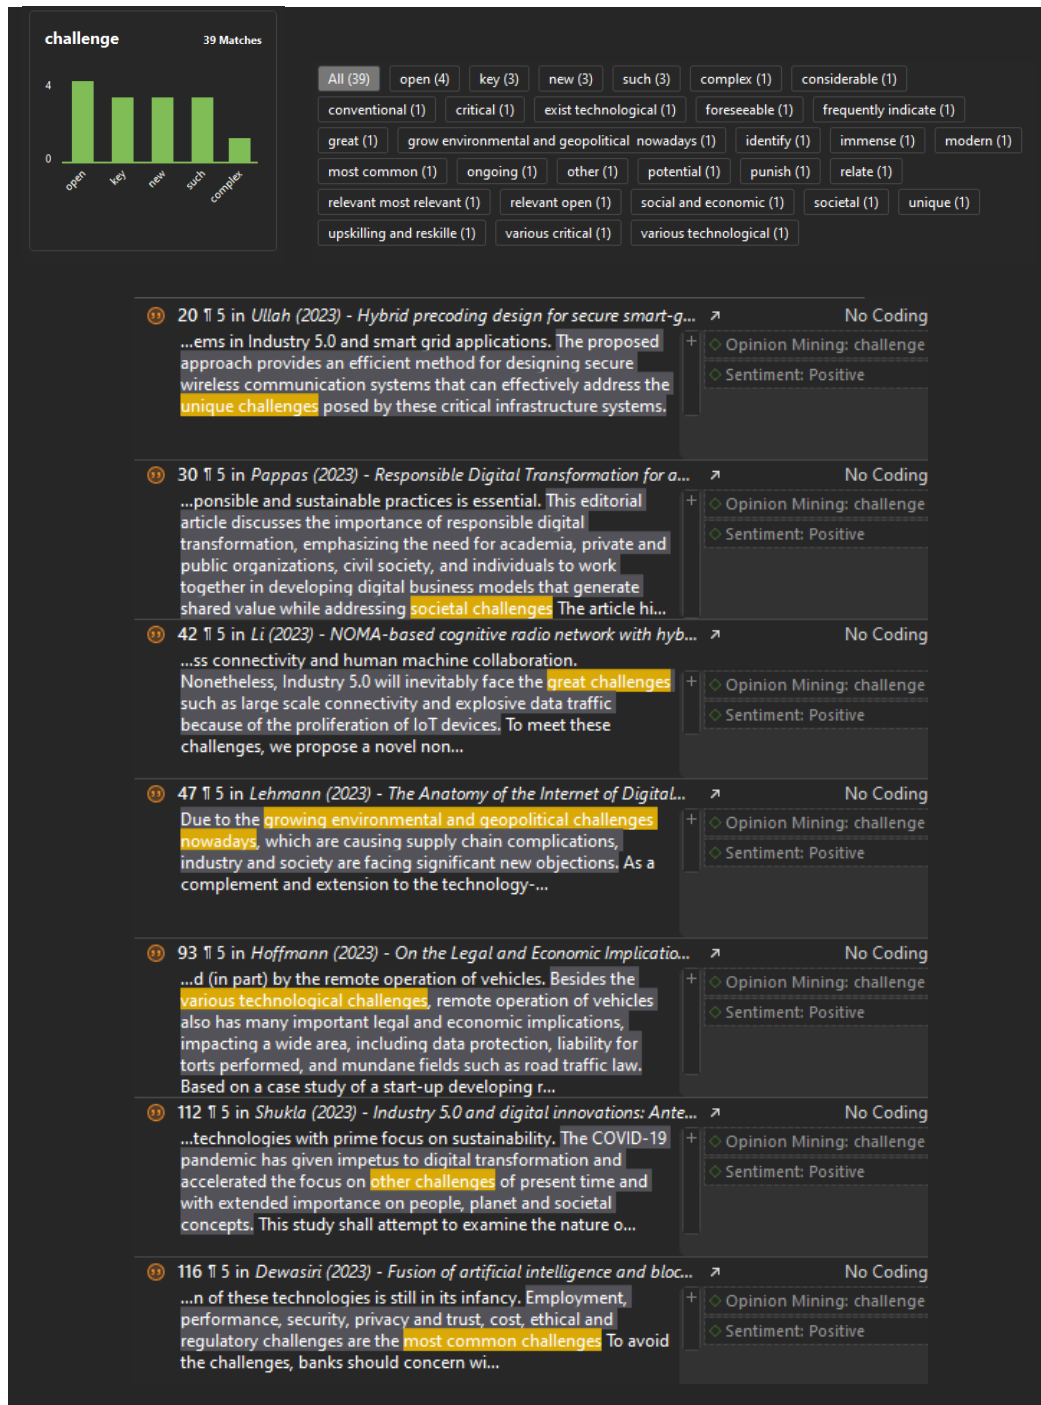 challenge 39 Matches
4
0
open key new such complex
All (39) open (4) key (3) new (3) such (3) complex (1) considerable (1)
conventional (1) critical (1) exist technological (1) foreseeable (1) frequently indicate (1)
great (1) grow environmental and geopolitical nowadays (1) identify (1) immense (1) modern (1)
most common (1) ongoing (1) other (1) potential (1) punish (1) relate (1)
relevant most relevant (1) relevant open (1) social and economic (1) societal (1) unique (1)
upskilling and reskille (1) various critical (1) various technological (1)
20 ¶ 5 in Ullah (2023) - Hybrid precoding design for secure smart-g... ↗ No Coding
...ems in Industry 5.0 and smart grid applications. The proposed
approach provides an efficient method for designing secure
wireless communication systems that can effectively address the
unique challenges posed by these critical infrastructure systems.
+
Opinion Mining: challenge
Sentiment: Positive
30 ¶ 5 in Pappas (2023) - Responsible Digital Transformation for a... ↗ No Coding
...ponsible and sustainable practices is essential. This editorial
article discusses the importance of responsible digital
transformation, emphasizing the need for academia, private and
public organizations, civil society, and individuals to work
together in developing digital business models that generate
shared value while addressing societal challenges The article hi...
+
Opinion Mining: challenge
Sentiment: Positive
42 ¶ 5 in Li (2023) - NOMA-based cognitive radio network with hyb... ↗ No Coding
...ss connectivity and human machine collaboration.
Nonetheless, Industry 5.0 will inevitably face the great challenges
such as large scale connectivity and explosive data traffic
because of the proliferation of IoT devices. To meet these
challenges, we propose a novel non...
+
Opinion Mining: challenge
Sentiment: Positive
47 ¶ 5 in Lehmann (2023) - The Anatomy of the Internet of Digital... ↗ No Coding
Due to the growing environmental and geopolitical challenges
nowadays, which are causing supply chain complications,
industry and society are facing significant new objections. As a
complement and extension to the technology-...
+
Opinion Mining: challenge
Sentiment: Positive
93 ¶ 5 in Hoffmann (2023) - On the Legal and Economic Implicatio... ↗ No Coding
...d (in part) by the remote operation of vehicles. Besides the
various technological challenges, remote operation of vehicles
also has many important legal and economic implications,
impacting a wide area, including data protection, liability for
torts performed, and mundane fields such as road traffic law.
Based on a case study of a start-up developing r...
+
Opinion Mining: challenge
Sentiment: Positive
112 ¶ 5 in Shukla (2023) - Industry 5.0 and digital innovations: Ante... ↗ No Coding
...technologies with prime focus on sustainability. The COVID-19
pandemic has given impetus to digital transformation and
accelerated the focus on other challenges of present time and
with extended importance on people, planet and societal
concepts. This study shall attempt to examine the nature o...
+
Opinion Mining: challenge
Sentiment: Positive
116 ¶ 5 in Dewasiri (2023) - Fusion of artificial intelligence and bloc... ↗ No Coding
...n of these technologies is still in its infancy. Employment,
performance, security, privacy and trust, cost, ethical and
regulatory challenges are the most common challenges To avoid
the challenges, banks should concern wi...
+
Opinion Mining: challenge
Sentiment: Positive